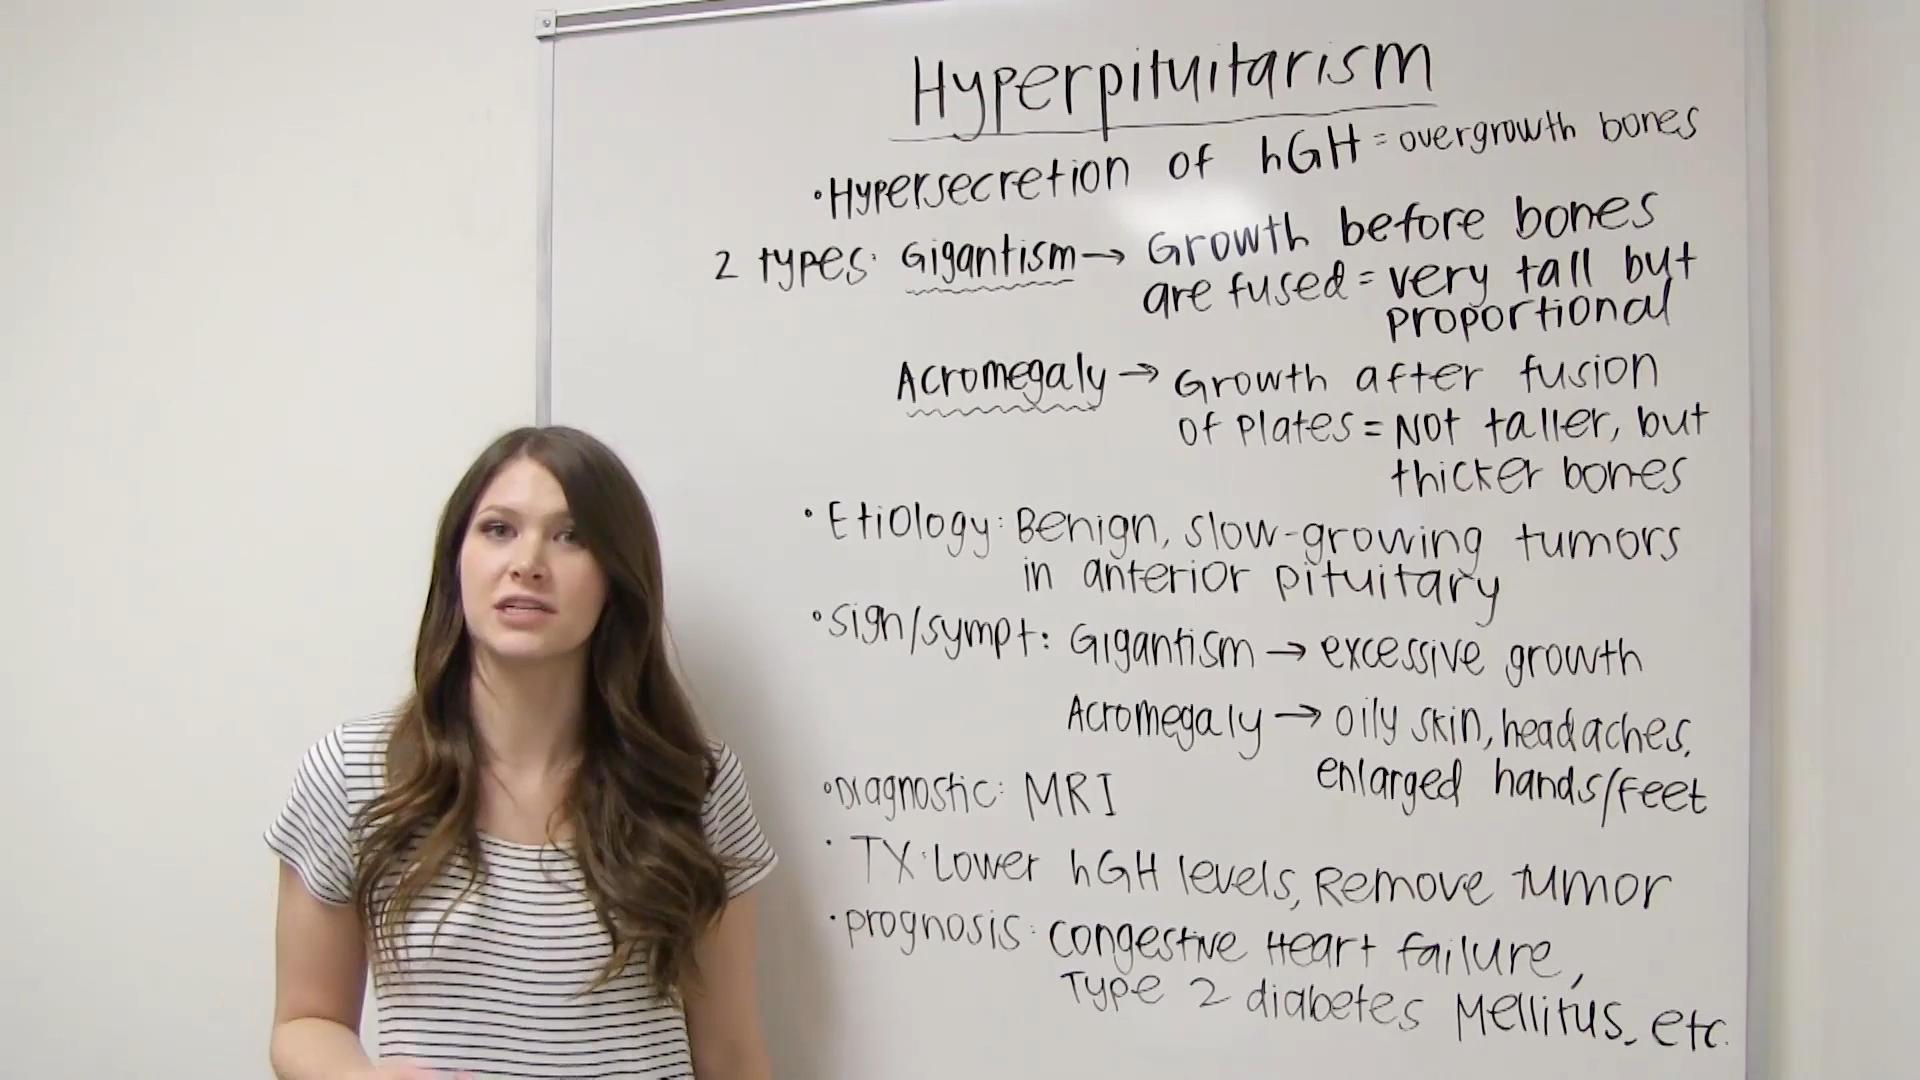 Hyperpituitarism
•Hypersecretion of hGH = overgrowth bones
2 types: Gigantism → Growth before bones
are fused = very tall but
proportional
Acromegaly → Growth after fusion
of plates = Not taller, but
thicker bones
• Etiology: Benign, slow-growing tumors
in anterior pituitary
•sign/sympt: Gigantism → excessive growth
Acromegaly → oily skin, headaches,
enlarged hands/feet
•Diagnostic: MRI
• TX: Lower hGH levels, Remove tumor
• prognosis: congestive Heart failure,
Type 2 diabetes Mellitus, etc.